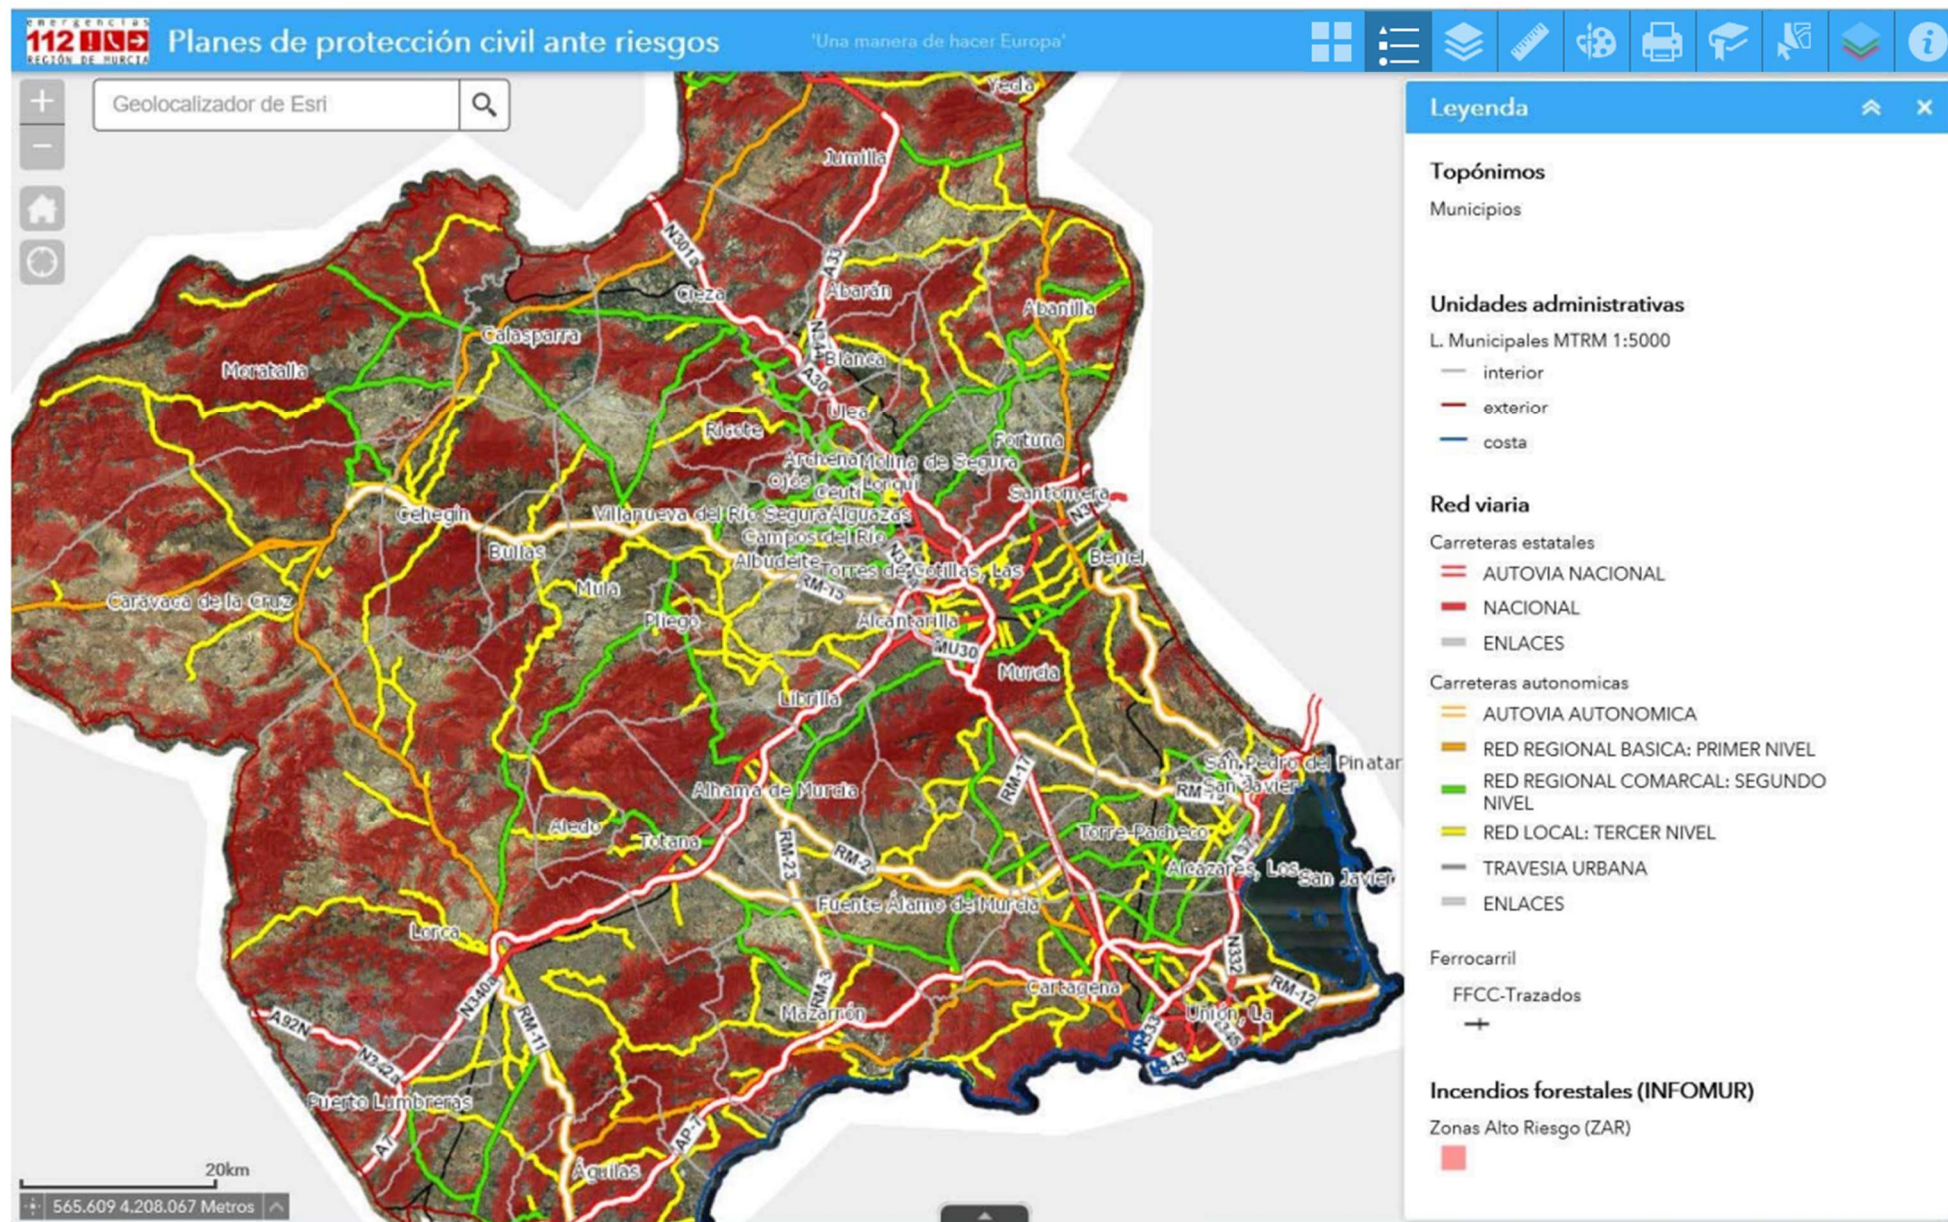 emergencias
112
REGIÓN DE MURCIA
Planes de protección civil ante riesgos
'Una manera de hacer Europa'
Geolocalizador de Esri
Leyenda
Topónimos
Municipios
Unidades administrativas
L. Municipales MTRM 1:5000
interior
exterior
costa
Red viaria
Carreteras estatales
AUTOVIA NACIONAL
NACIONAL
ENLACES
Carreteras autonomicas
AUTOVIA AUTONOMICA
RED REGIONAL BASICA: PRIMER NIVEL
RED REGIONAL COMARCAL: SEGUNDO
NIVEL
RED LOCAL: TERCER NIVEL
TRAVESIA URBANA
ENLACES
Ferrocarril
FFCC-Trazados
Incendios forestales (INFOMUR)
Zonas Alto Riesgo (ZAR)
Yecla
Jumilla
N301a
A33
Cieza
Abarán
Abanilla
Calasparra
N344
Blanca
Moratalla
A30
Ulea
Ricote
Fortuna
Archena
Molina de Segura
Ojós
Ceutí
Lorquí
Santomera
Cehegín
Villanueva del Río Segura
Alguazas
Campos del Río
Bullas
Albudeite
Beniel
Torres de Cotillas, Las
RM-15
Mula
Caravaca de la Cruz
Pliego
Alcantarilla
MU30
Murcia
Librilla
San Pedro del Pinatar
RM-17
San Javier
Alhama de Murcia
Aledo
Totana
Torre-Pacheco
RM-23
RM-2
Alcázares, Los
San Javier
Fuente Álamo de Murcia
Lorca
N332
N340a
RM-3
Cartagena
RM-12
Mazarrón
Unión, La
A92N
RM-11
N342a
N345
Puerto Lumbreras
A7
AP-7
Águilas
20km
565.609 4.208.067 Metros